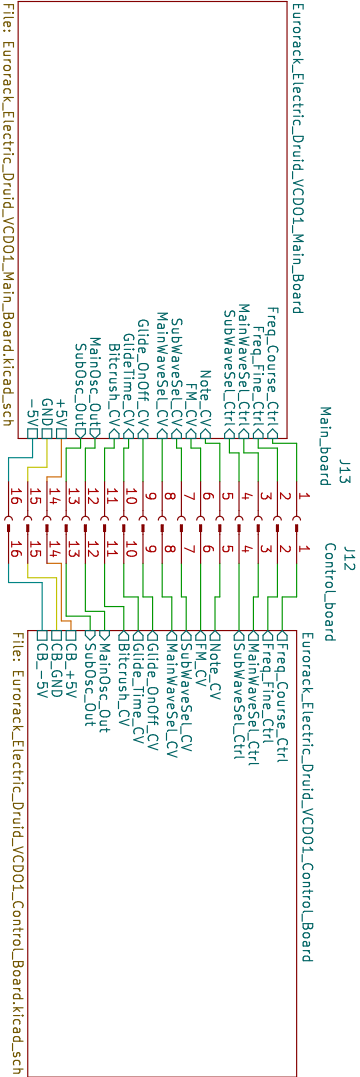 Eurorack_Electric_Druid_VCDO1_Main_Board
Freq_Course_Ctrl
Freq_Fine_Ctrl
MainWaveSel_Ctrl
SubWaveSel_Ctrl
Note_CV
FM_CV
SubWaveSel_CV
MainWaveSel_CV
Glide_OnOff_CV
GlideTime_CV
Bitcrush_CV
MainOsc_Out
SubOsc_Out
+5V
GND
-5V
File: Eurorack_Electric_Druid_VCDO1_Main_Board.kicad_sch
J13
Main_board
1
2
3
4
5
6
7
8
9
10
11
12
13
14
15
16
J12
Control_board
1
2
3
4
5
6
7
8
9
10
11
12
13
14
15
16
Eurorack_Electric_Druid_VCDO1_Control_Board
Freq_Course_Ctrl
Freq_Fine_Ctrl
MainWaveSel_Ctrl
SubWaveSel_Ctrl
Note_CV
FM_CV
SubWaveSel_CV
MainWaveSel_CV
Glide_OnOff_CV
Glide_Time_CV
Bitcrush_CV
MainOsc_Out
SubOsc_Out
CB_+5V
CB_GND
CB_-5V
File: Eurorack_Electric_Druid_VCDO1_Control_Board.kicad_sch